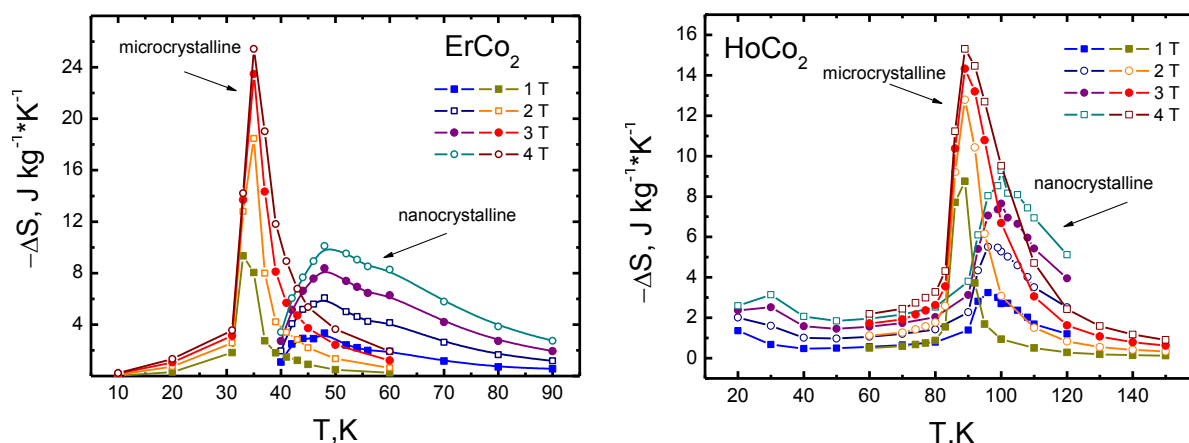 ErCo₂
microcrystalline
1 T
2 T
3 T
4 T
nanocrystalline
24
20
16
12
8
4
−ΔS, J kg⁻¹*K⁻¹
10 20 30 40 50 60 70 80 90
T,K
HoCo₂
microcrystalline
1 T
2 T
3 T
4 T
nanocrystalline
16
14
12
10
8
6
4
2
0
−ΔS, J kg⁻¹*K⁻¹
20 40 60 80 100 120 140
T,K